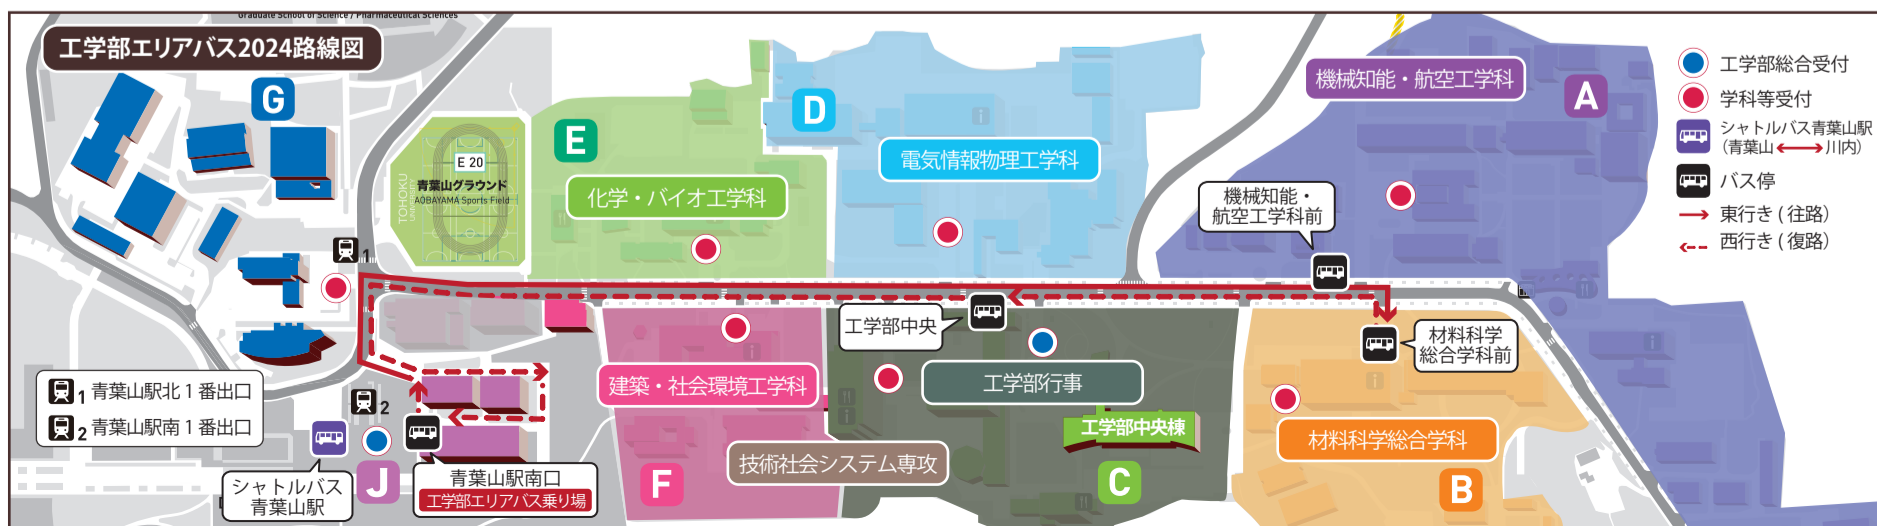 Graduate School of Science / Pharmaceutical Sciences
工学部エリアバス2024路線図
G
E
D
A
機械知能・航空工学科
工学部総合受付
学科等受付
シャトルバス青葉山駅
(青葉山 川内)
バス停
東行き ( 往路)
西行き ( 復路)
E 20
青葉山グラウンド
AOBAYAMA Sports Field
TOHOKU
UNIVERSITY
化学・バイオ工学科
電気情報物理工学科
機械知能・
航空工学科前
1
工学部中央
材料科学
総合学科前
建築・社会環境工学科
工学部行事
1 青葉山駅北 1 番出口
2 青葉山駅南 1 番出口
2
工学部中央棟
材料科学総合学科
技術社会システム専攻
シャトルバス
青葉山駅
J
青葉山駅南口
工学部エリアバス乗り場
F
C
B